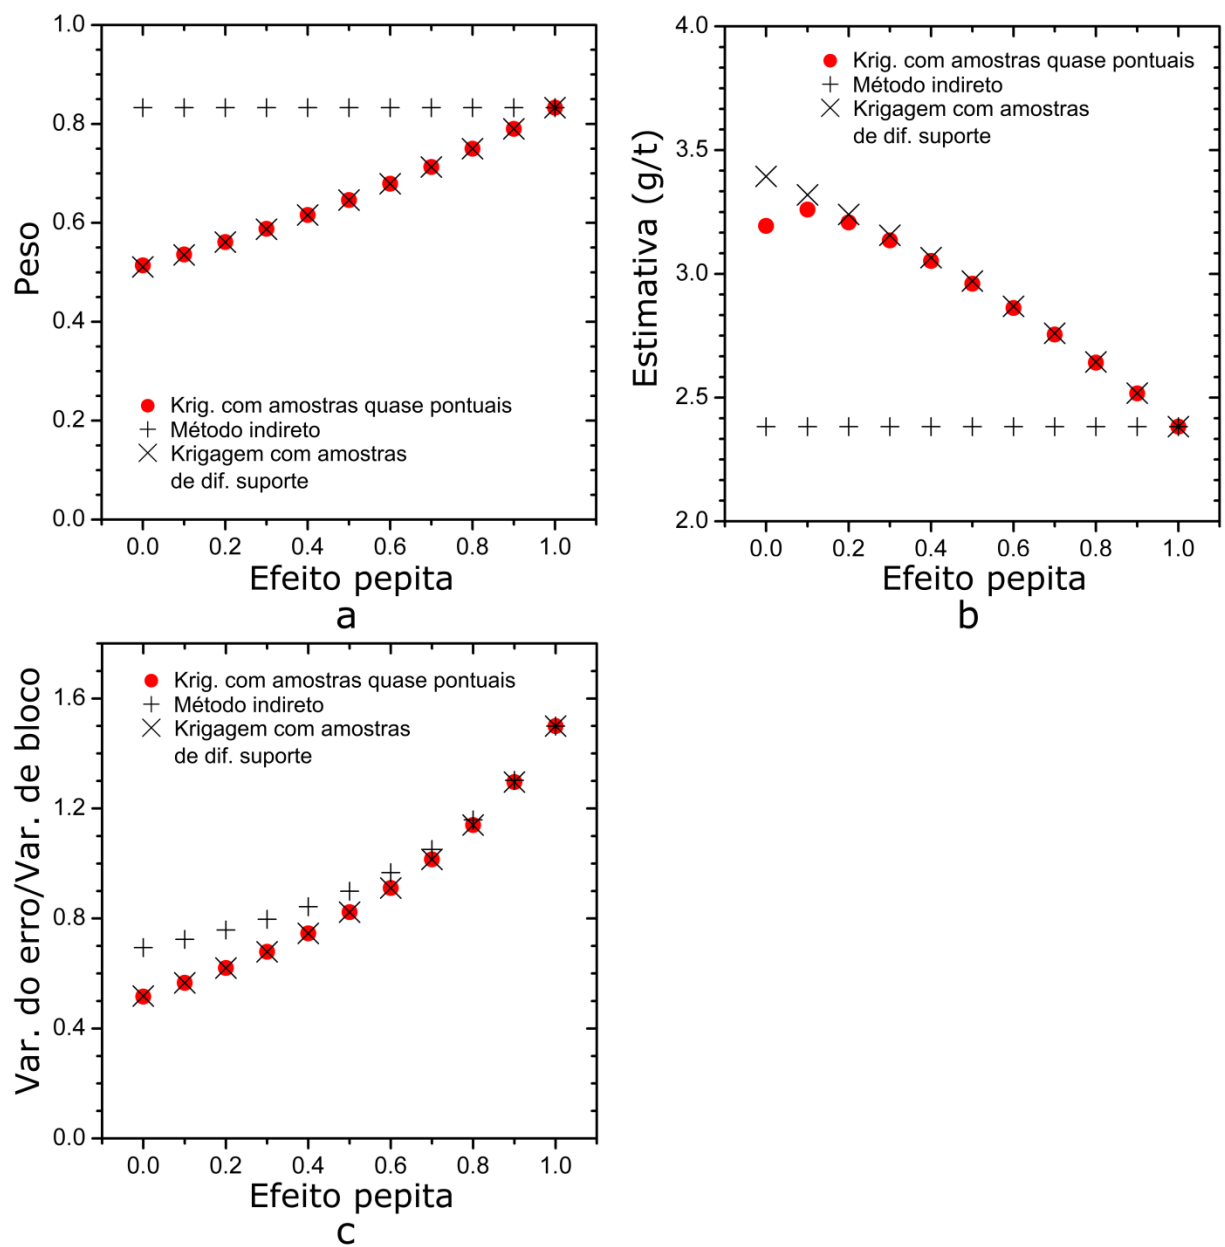 1.0
0.8
0.6
0.4
0.2
0.0
Peso
Krig. com amostras quase pontuais
Método indireto
Krigagem com amostras
de dif. suporte
0.0 0.2 0.4 0.6 0.8 1.0
Efeito pepita
a
4.0
3.5
3.0
2.5
2.0
Estimativa (g/t)
Krig. com amostras quase pontuais
Método indireto
Krigagem com amostras
de dif. suporte
0.0 0.2 0.4 0.6 0.8 1.0
Efeito pepita
b
1.6
1.2
0.8
0.4
0.0
Var. do erro/Var. de bloco
Krig. com amostras quase pontuais
Método indireto
Krigagem com amostras
de dif. suporte
0.0 0.2 0.4 0.6 0.8 1.0
Efeito pepita
c